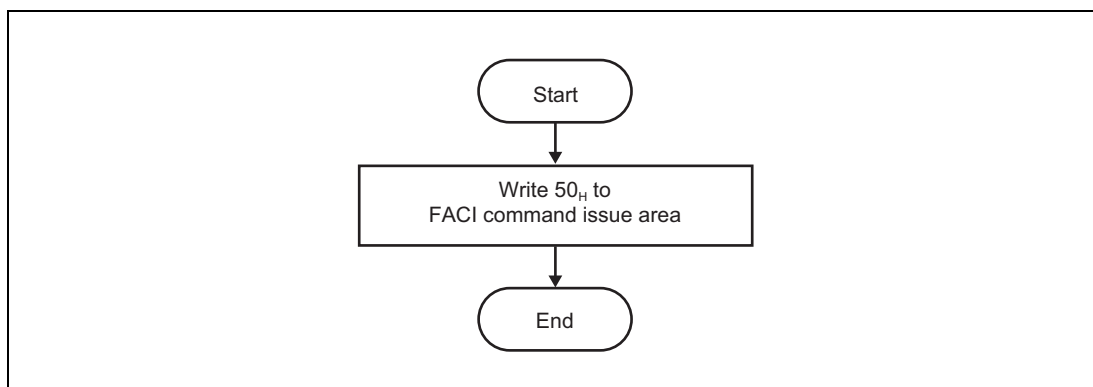 Start
Write 50H to
FACI command issue area
End